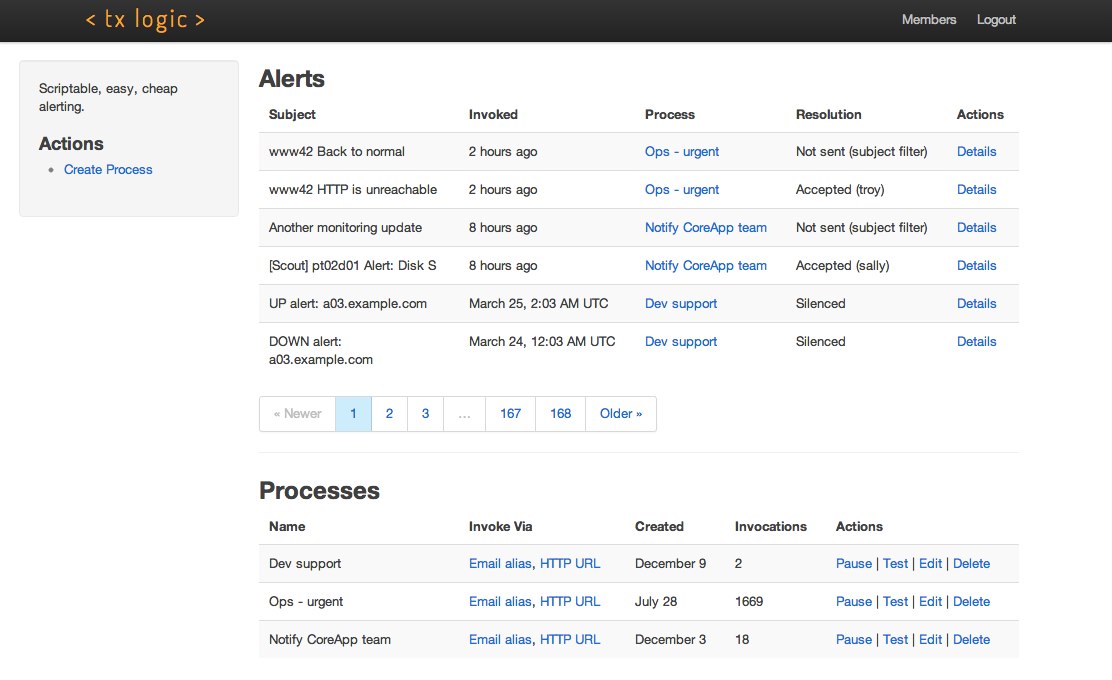 < tx logic >
Members Logout
Scriptable, easy, cheap
alerting.
Actions
• Create Process
Alerts
Subject Invoked Process Resolution Actions
www42 Back to normal 2 hours ago Ops - urgent Not sent (subject filter) Details
www42 HTTP is unreachable 2 hours ago Ops - urgent Accepted (troy) Details
Another monitoring update 8 hours ago Notify CoreApp team Not sent (subject filter) Details
[Scout] pt02d01 Alert: Disk S 8 hours ago Notify CoreApp team Accepted (sally) Details
UP alert: a03.example.com March 25, 2:03 AM UTC Dev support Silenced Details
DOWN alert: March 24, 12:03 AM UTC Dev support Silenced Details
a03.example.com
« Newer 1 2 3 ... 167 168 Older »
Processes
Name Invoke Via Created Invocations Actions
Dev support Email alias, HTTP URL December 9 2 Pause | Test | Edit | Delete
Ops - urgent Email alias, HTTP URL July 28 1669 Pause | Test | Edit | Delete
Notify CoreApp team Email alias, HTTP URL December 3 18 Pause | Test | Edit | Delete